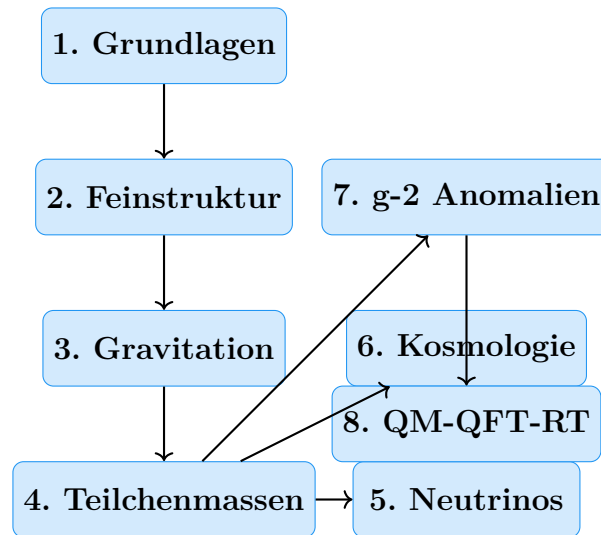 1. Grundlagen
2. Feinstruktur
7. g-2 Anomalien
3. Gravitation
6. Kosmologie
8. QM-QFT-RT
4. Teilchenmassen
5. Neutrinos